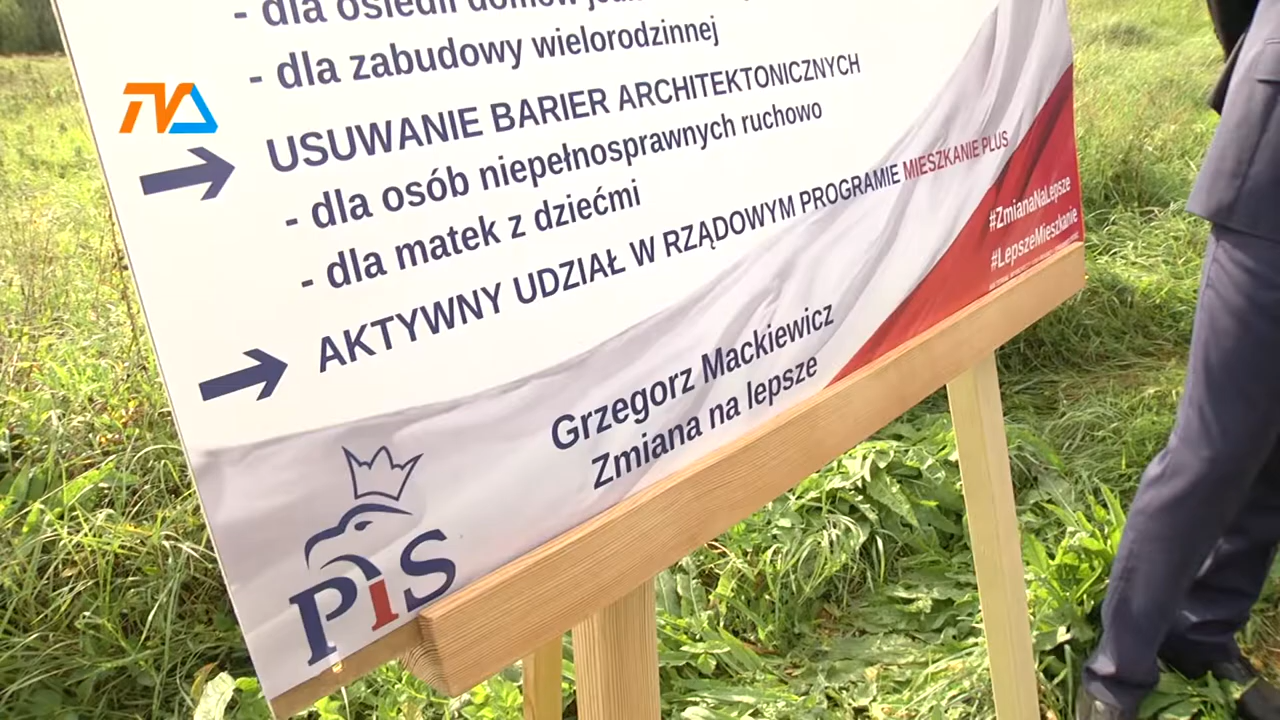 - dla osiedli domów
- dla zabudowy wielorodzinnej
TVS
USUWANIE BARIER ARCHITEKTONICZNYCH
- dla osób niepełnosprawnych ruchowo
- dla matek z dziećmi
AKTYWNY UDZIAŁ W RZĄDOWYM PROGRAMIE MIESZKANIE PLUS
#ZmianaNaLepsze
#LepszeMieszkanie
Grzegorz Mackiewicz
Zmiana na lepsze
PiS